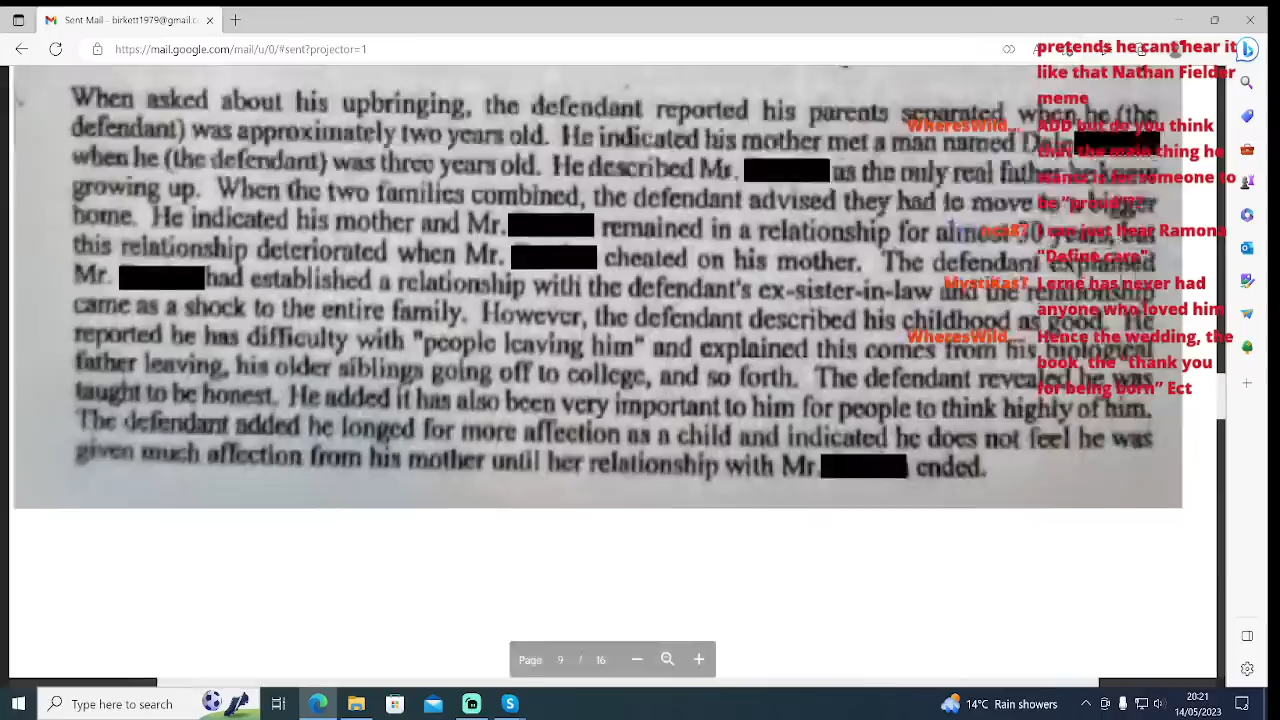 Sent Mail - birkett1979@gmail.c
https://mail.google.com/mail/u/0/#sent?projector=1
When asked about his upbringing, the defendant reported his parents separated when he (the
defendant) was approximately two years old. He indicated his mother met a man named
when he (the defendant) was three years old. He described Mr. as the only real father
growing up. When the two families combined, the defendant advised they had to move
home. He indicated his mother and Mr. remained in a relationship for almost 30 years,
this relationship deteriorated when Mr. cheated on his mother. The defendant explained
Mr. had established a relationship with the defendant's ex-sister-in-law and the relationship
came as a shock to the entire family. However, the defendant described his childhood as good. He
reported he has difficulty with "people leaving him" and explained this comes from his biological
father leaving, his older siblings going off to college, and so forth. The defendant revealed he was
taught to be honest. He added it has also been very important to him for people to think highly of him.
The defendant added he longed for more affection as a child and indicated he does not feel he was
given much affection from his mother until her relationship with Mr. ended.
pretends he cant hear it
like that Nathan Fielder
meme
WheresWild... ADD but do you think
that the main thing he
wants is for someone to
be "proud"??
I can just hear Ramona
"Define care"
MystiKas7 Lorne has never had
anyone who loved him
WheresWild... Hence the wedding, the
book, the "thank you
for being born" Ect
Page 9 / 16
Type here to search
14°C Rain showers
20:21
14/05/2023